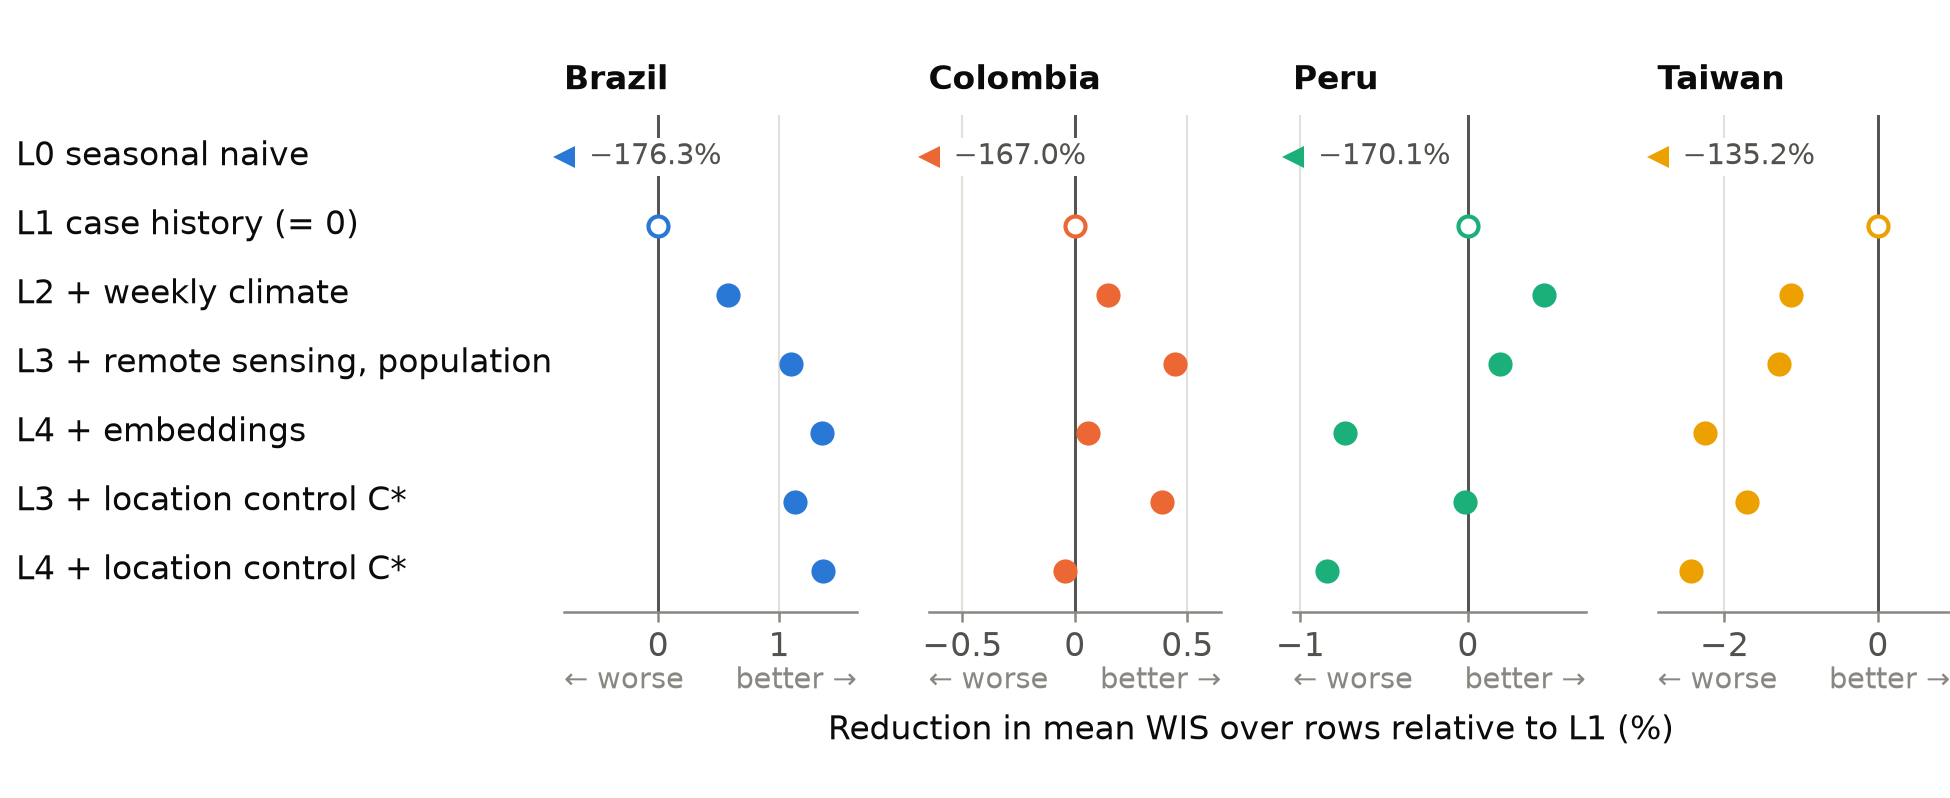 Brazil Colombia Peru Taiwan
L0 seasonal naive −176.3% −167.0% −170.1% −135.2%
L1 case history (= 0)
L2 + weekly climate
L3 + remote sensing, population
L4 + embeddings
L3 + location control C*
L4 + location control C*
0 1 −0.5 0 0.5 −1 0 −2 0
← worse better → ← worse better → ← worse better → ← worse better →
Reduction in mean WIS over rows relative to L1 (%)